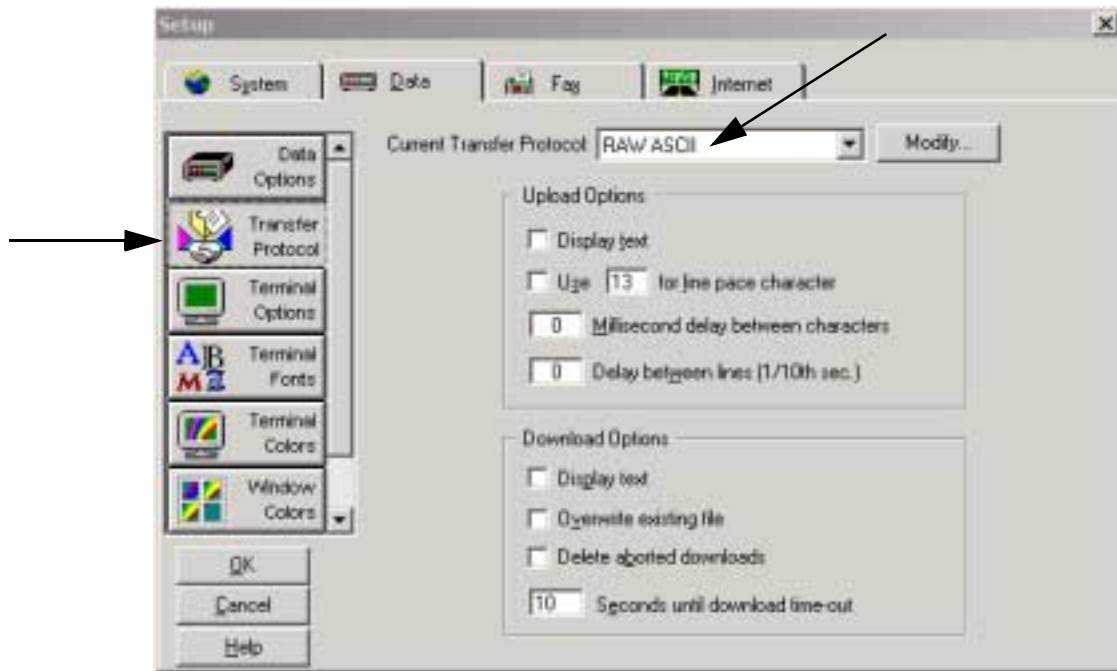 Setup
System
Data
Fax
Internet
Data Options
Transfer Protocol
Terminal Options
Terminal Fonts
Terminal Colors
Window Colors
OK
Cancel
Help
Current Transfer Protocol: RAW ASCII Modify...
Upload Options
Display text
Use 13 for line pace character
0 Millisecond delay between characters
0 Delay between lines (1/10th sec.)
Download Options
Display text
Overwrite existing file
Delete aborted downloads
10 Seconds until download time-out